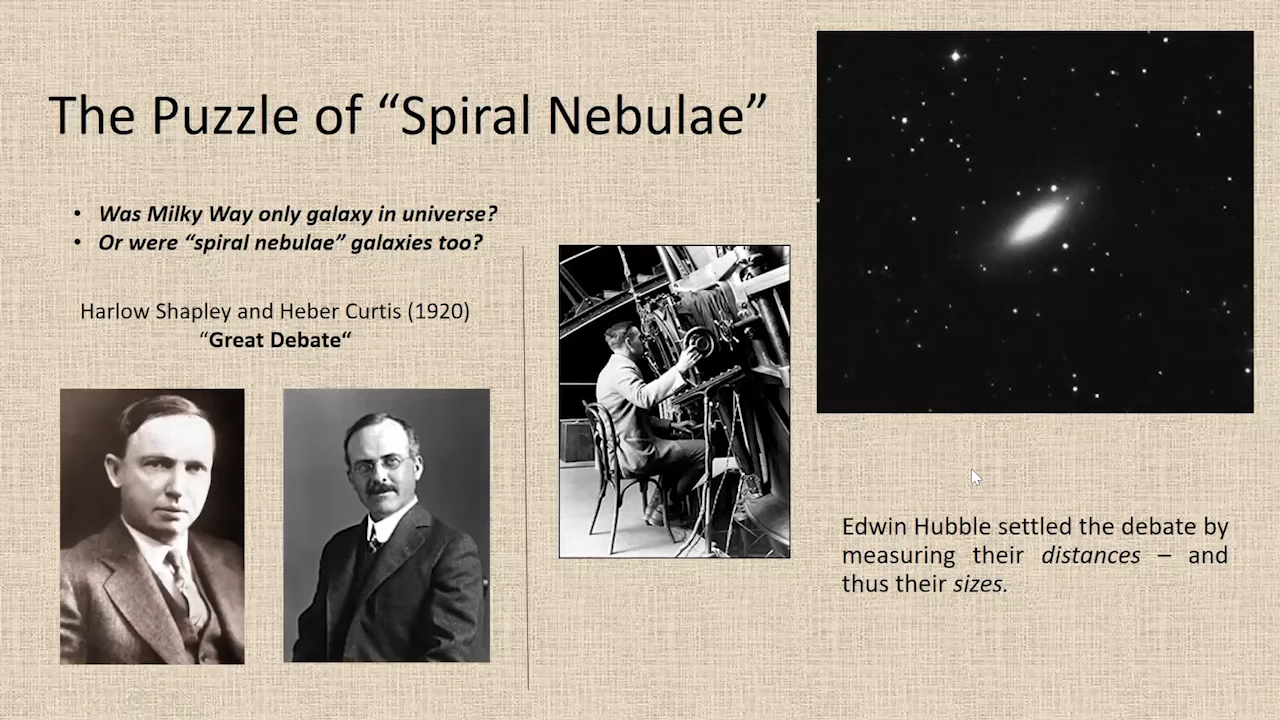 The Puzzle of “Spiral Nebulae”
• Was Milky Way only galaxy in universe?
• Or were “spiral nebulae” galaxies too?
Harlow Shapley and Heber Curtis (1920)
“Great Debate“
Edwin Hubble settled the debate by
measuring their distances – and
thus their sizes.